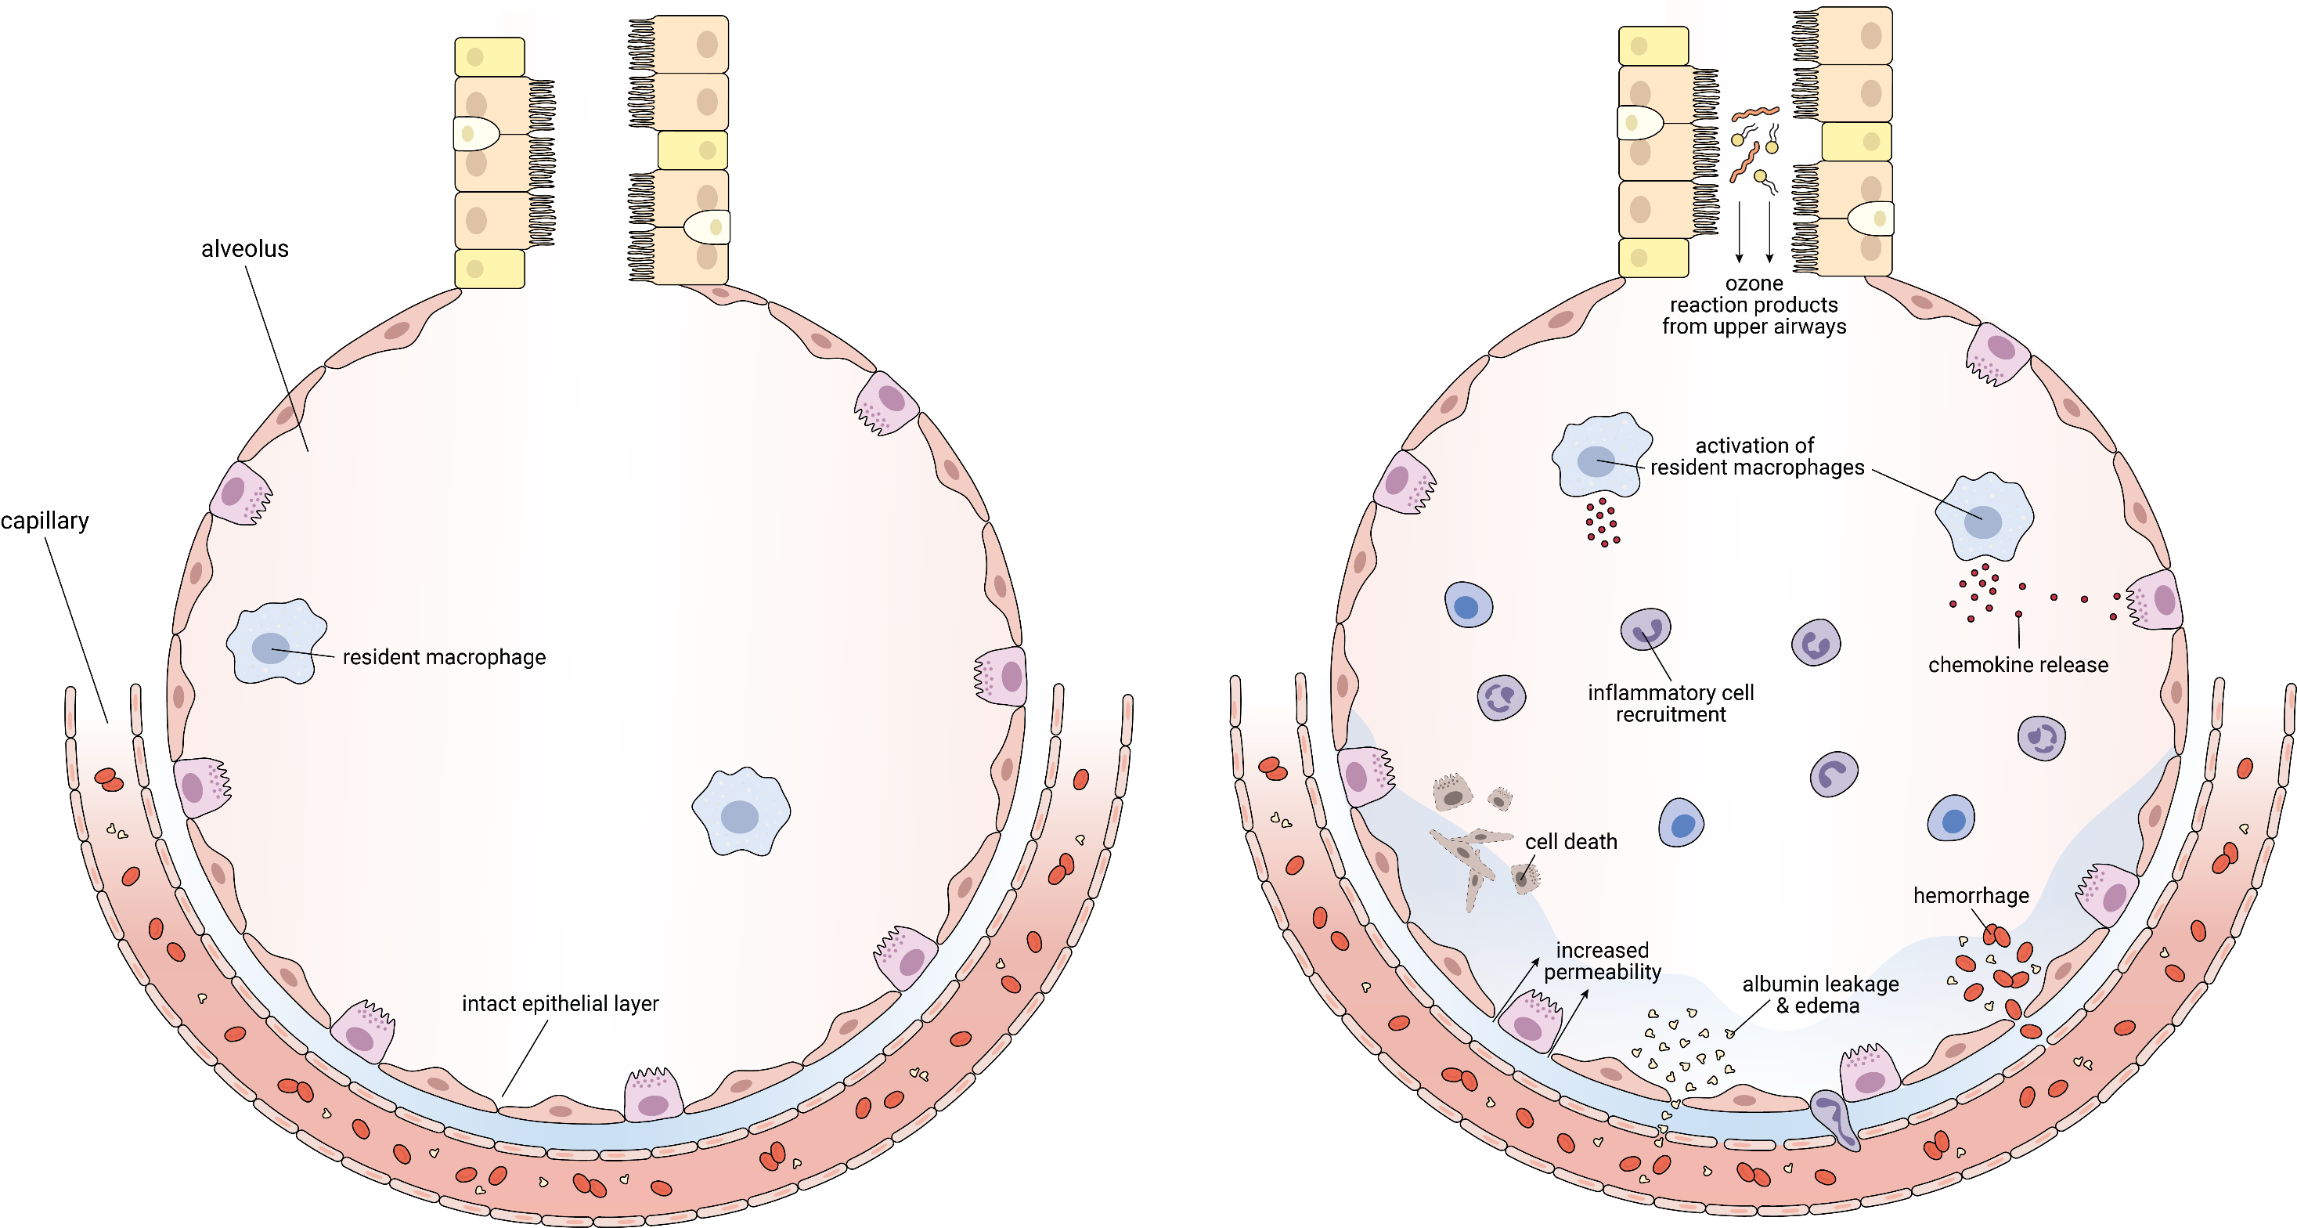 alveolus
capillary
resident macrophage
intact epithelial layer
ozone
reaction products
from upper airways
activation of
resident macrophages
chemokine release
inflammatory cell
recruitment
cell death
hemorrhage
increased
permeability
albumin leakage
& edema